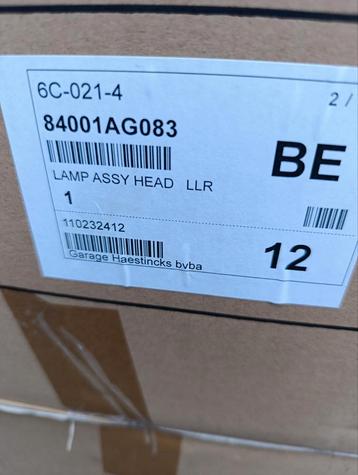 6C-021-4
2 /
84001AG083
BE
LAMP ASSY HEAD LLR
1
110232412
12
Garage Haestincks bvba